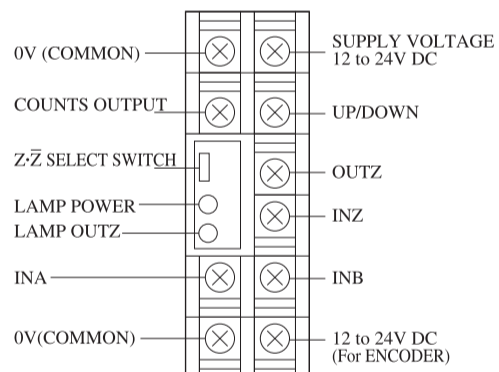 0V (COMMON)
SUPPLY VOLTAGE
12 to 24V DC
COUNTS OUTPUT
UP/DOWN
Z·Z̅ SELECT SWITCH
OUTZ
LAMP POWER
INZ
LAMP OUTZ
INA
INB
0V(COMMON)
12 to 24V DC
(For ENCODER)